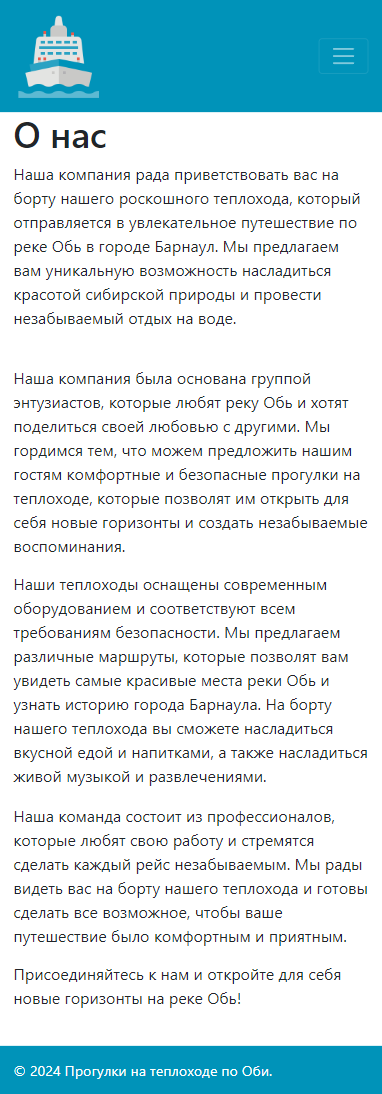 О нас
Наша компания рада приветствовать вас на
борту нашего роскошного теплохода, который
отправляется в увлекательное путешествие по
реке Обь в городе Барнаул. Мы предлагаем
вам уникальную возможность насладиться
красотой сибирской природы и провести
незабываемый отдых на воде.
Наша компания была основана группой
энтузиастов, которые любят реку Обь и хотят
поделиться своей любовью с другими. Мы
гордимся тем, что можем предложить нашим
гостям комфортные и безопасные прогулки на
теплоходе, которые позволят им открыть для
себя новые горизонты и создать незабываемые
воспоминания.
Наши теплоходы оснащены современным
оборудованием и соответствуют всем
требованиям безопасности. Мы предлагаем
различные маршруты, которые позволят вам
увидеть самые красивые места реки Обь и
узнать историю города Барнаула. На борту
нашего теплохода вы сможете насладиться
вкусной едой и напитками, а также насладиться
живой музыкой и развлечениями.
Наша команда состоит из профессионалов,
которые любят свою работу и стремятся
сделать каждый рейс незабываемым. Мы рады
видеть вас на борту нашего теплохода и готовы
сделать все возможное, чтобы ваше
путешествие было комфортным и приятным.
Присоединяйтесь к нам и откройте для себя
новые горизонты на реке Обь!
© 2024 Прогулки на теплоходе по Оби.